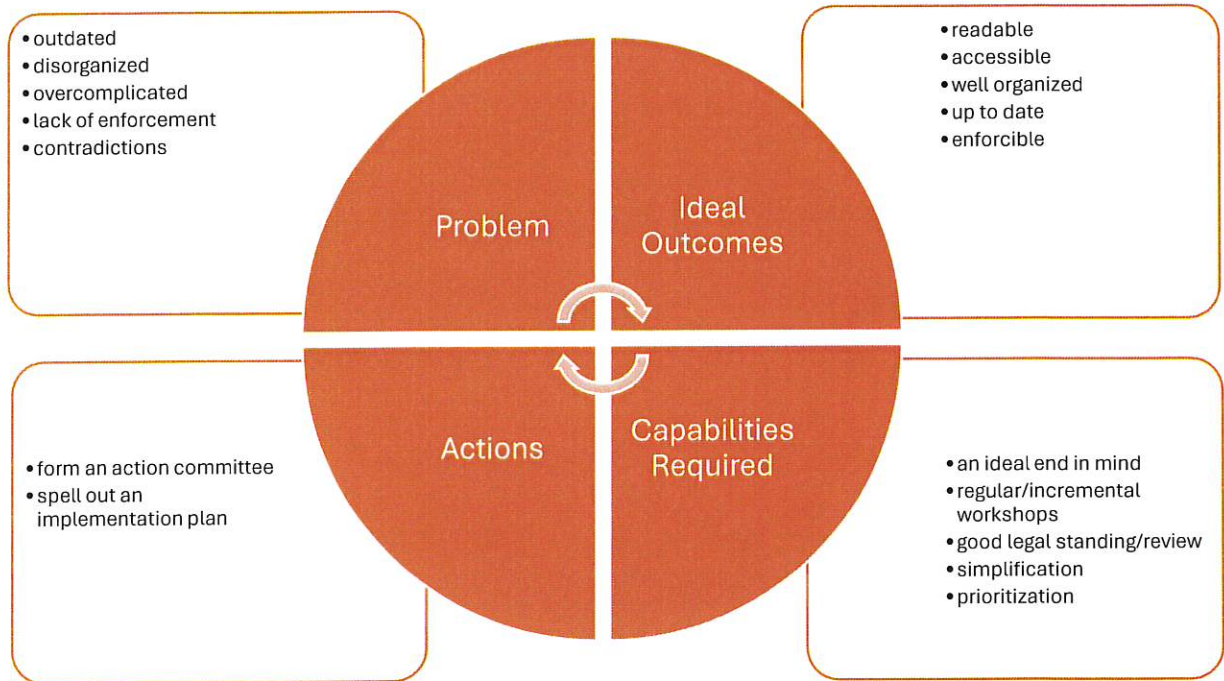 • outdated
• disorganized
• overcomplicated
• lack of enforcement
• contradictions
Problem
Ideal
Outcomes
• readable
• accessible
• well organized
• up to date
• enforcible
• form an action committee
• spell out an
implementation plan
Actions
Capabilities
Required
• an ideal end in mind
• regular/incremental
workshops
• good legal standing/review
• simplification
• prioritization